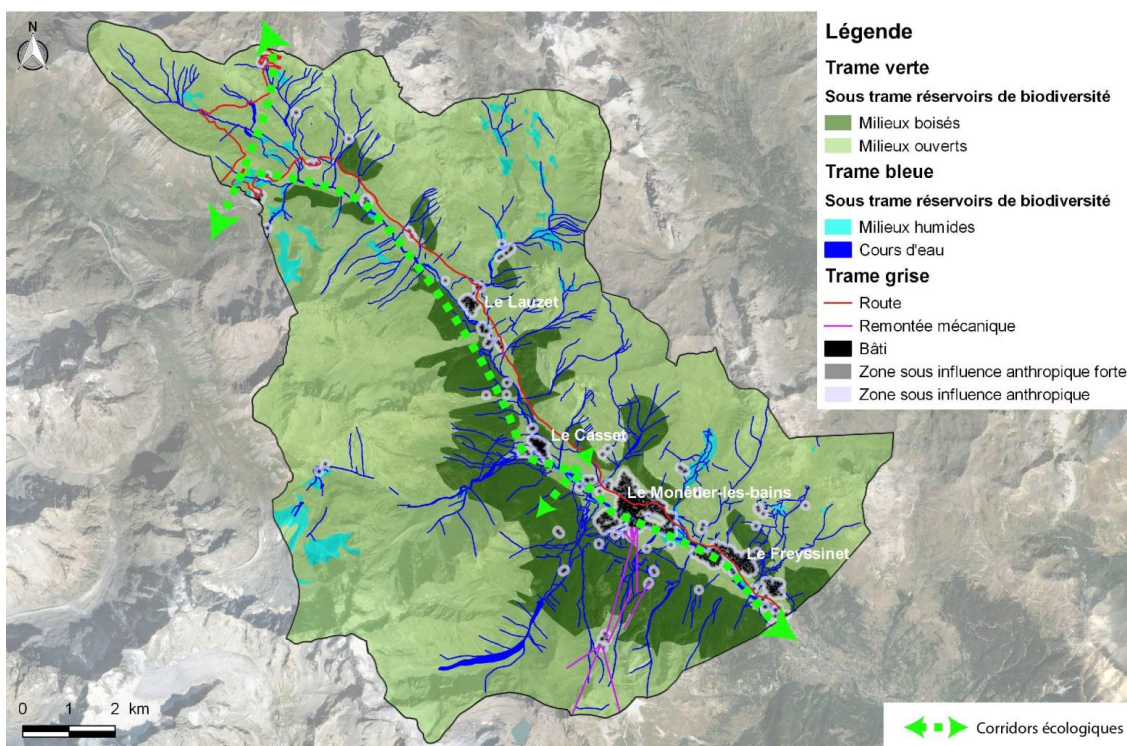 N
Légende
Trame verte
Sous trame réservoirs de biodiversité
Milieux boisés
Milieux ouverts
Trame bleue
Sous trame réservoirs de biodiversité
Milieux humides
Cours d'eau
Trame grise
Route
Remontée mécanique
Bâti
Zone sous influence anthropique forte
Zone sous influence anthropique
Le Lauzet
Le Casset
Le Monêtier-les-bains
Le Freyssinet
0 1 2 km
Corridors écologiques